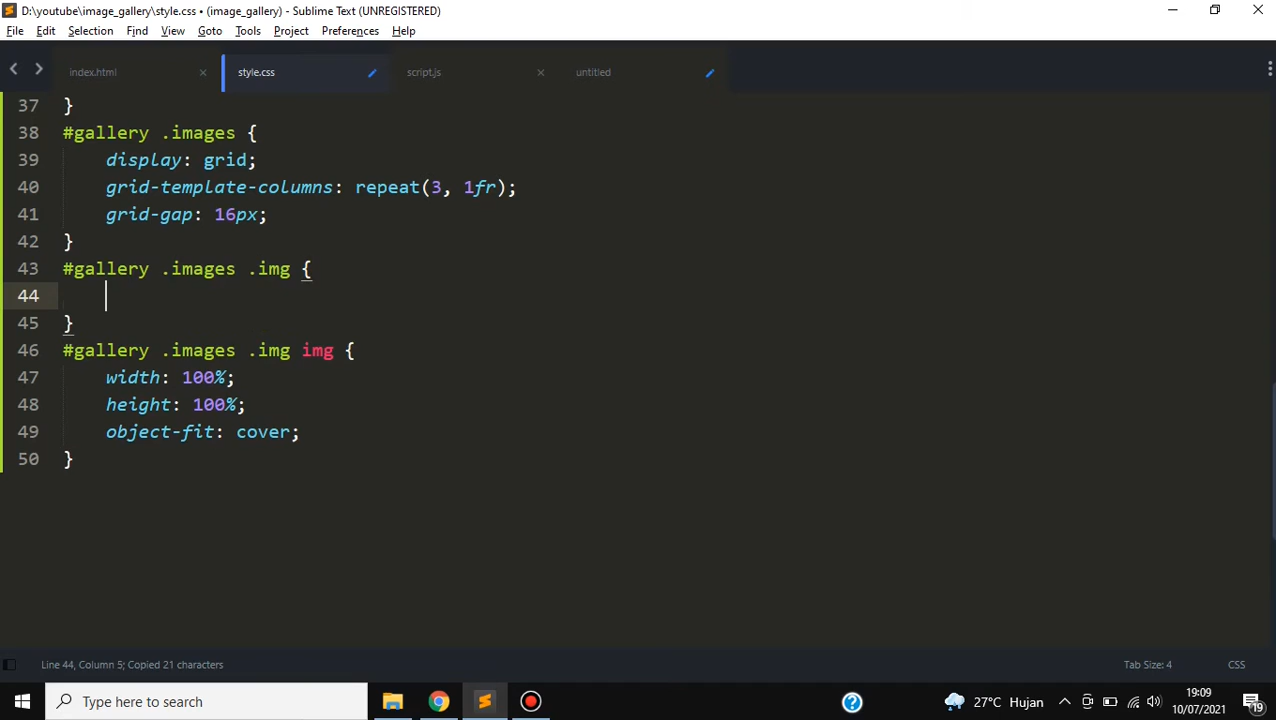 D:\youtube\image_gallery\style.css • (image_gallery) - Sublime Text (UNREGISTERED)
File Edit Selection Find View Goto Tools Project Preferences Help
index.html style.css script.js untitled
37 }
38 #gallery .images {
39 display: grid;
40 grid-template-columns: repeat(3, 1fr);
41 grid-gap: 16px;
42 }
43 #gallery .images .img {
44
45 }
46 #gallery .images .img img {
47 width: 100%;
48 height: 100%;
49 object-fit: cover;
50 }
Line 44, Column 5; Copied 21 characters Tab Size: 4 CSS
Type here to search 27°C Hujan 19:09
10/07/2021 19